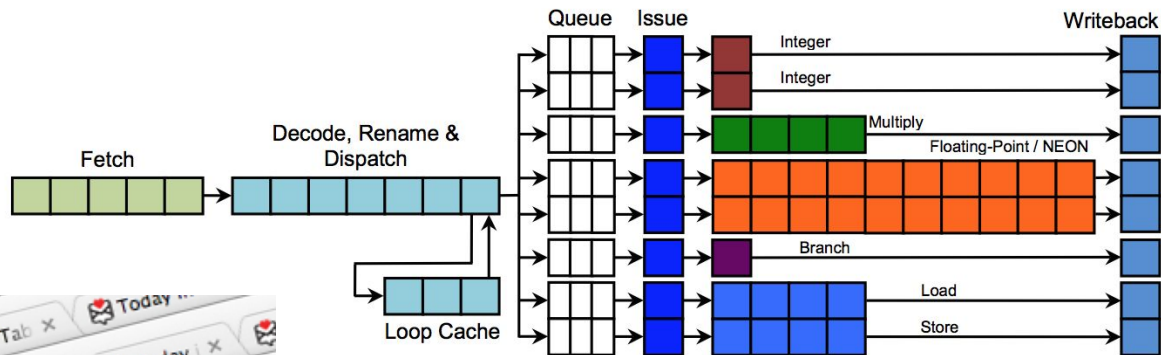 Queue Issue Writeback
Integer
Integer
Decode, Rename &
Dispatch
Multiply
Fetch
Floating-Point / NEON
Branch
Load
Loop Cache
Store
Tab
Today